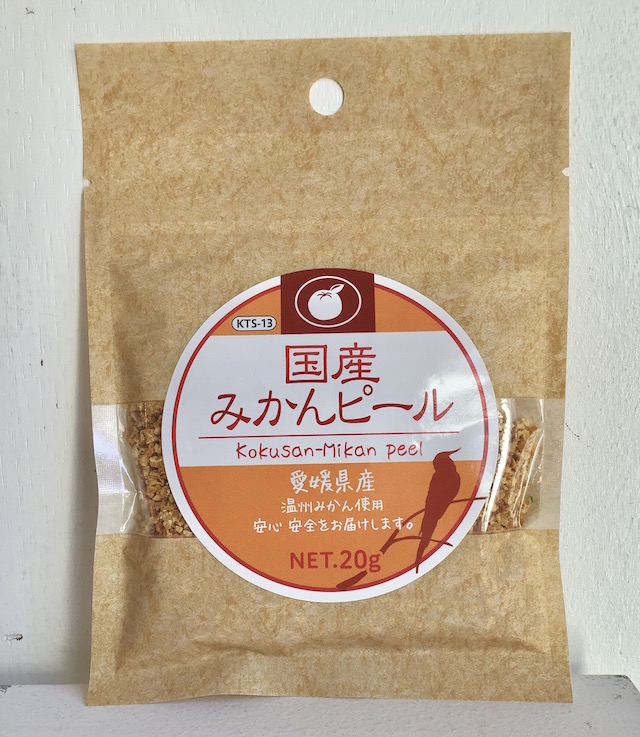 KTS-13
国産
みかんピール
Kokusan-Mikan peel
愛媛県産
温州みかん使用
安心 安全をお届けします。
NET.20g